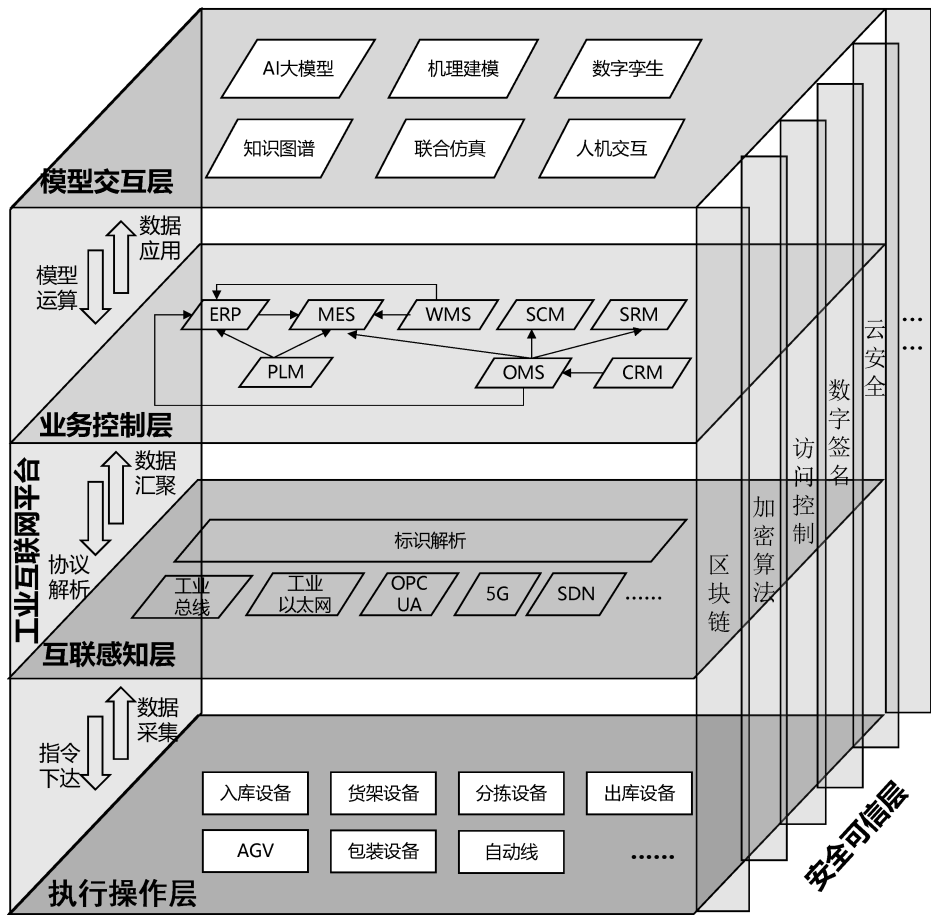 AI大模型
机理建模
数字孪生
知识图谱
联合仿真
人机交互
模型交互层
数据
应用
模型
运算
ERP
MES
WMS
SCM
SRM
PLM
OMS
CRM
业务控制层
工业互联网平台
数据
汇聚
协议
解析
标识解析
工业
总线
工业
以太网
OPC
UA
5G
SDN
……
互联感知层
数据
采集
指令
下达
入库设备
货架设备
分拣设备
出库设备
AGV
包装设备
自动线
……
执行操作层
区块链
加密算法
访问控制
数字签名
云安全
……
安全可信层